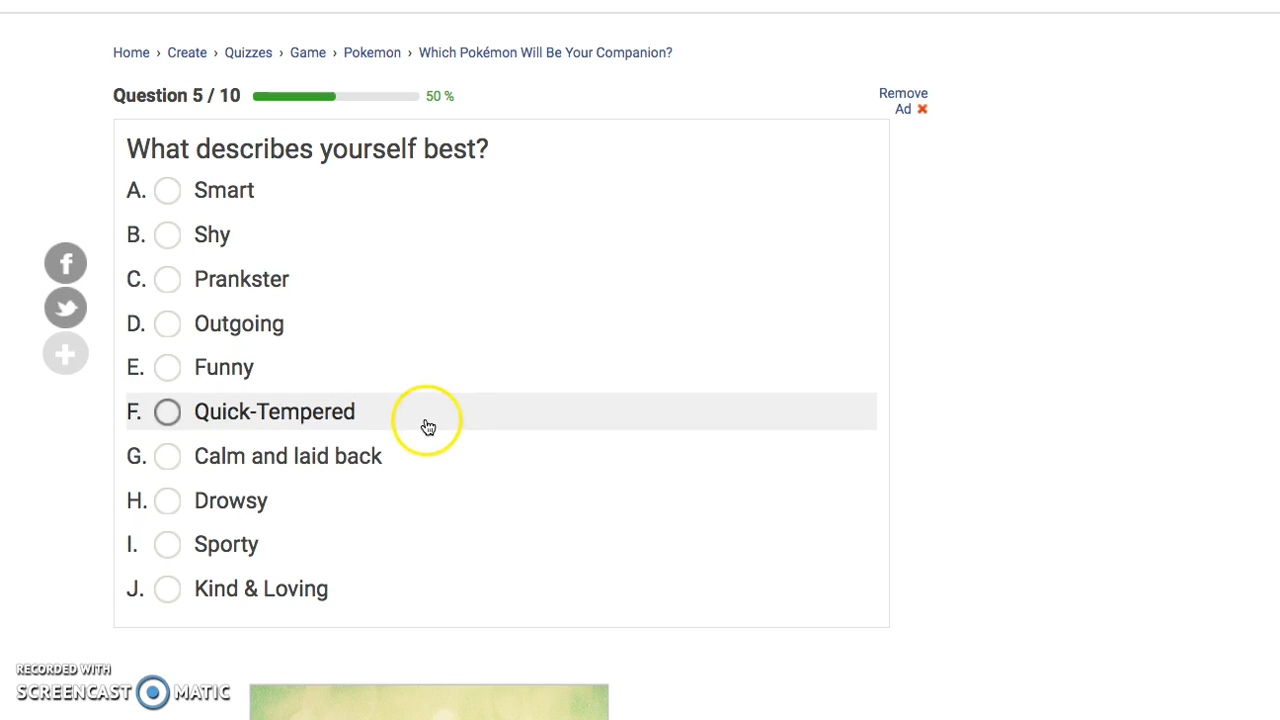 Home › Create › Quizzes › Game › Pokemon › Which Pokémon Will Be Your Companion?
Question 5 / 10 50 %
Remove
Ad ✖
What describes yourself best?
A. Smart
B. Shy
C. Prankster
D. Outgoing
E. Funny
F. Quick-Tempered
G. Calm and laid back
H. Drowsy
I. Sporty
J. Kind & Loving
RECORDED WITH
SCREENCAST MATIC